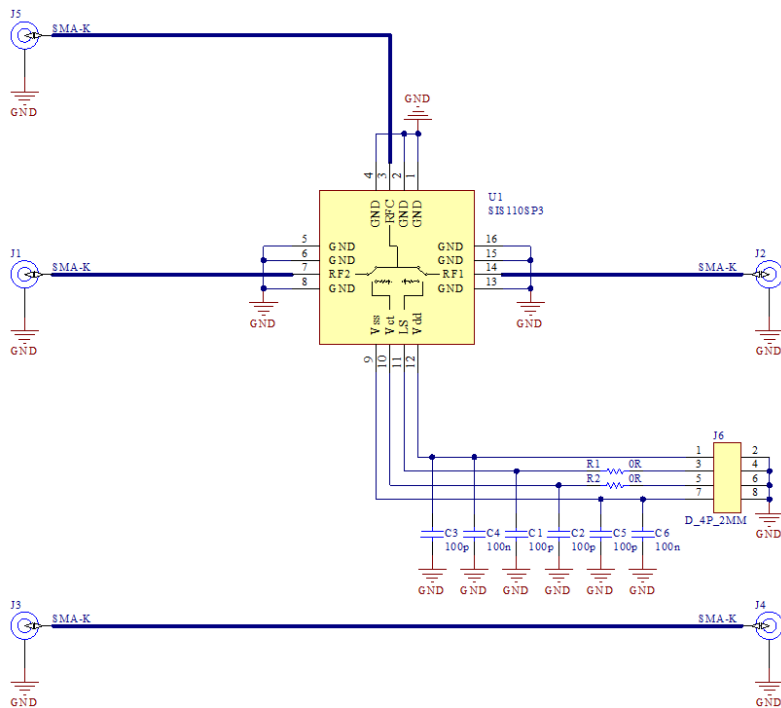 J5
SMA-K
GND
GND
4
3
2
1
GND
RFC
GND
GND
U1
SIS110SP3
5
GND
6
GND
7
RF2
8
GND
16
GND
15
GND
14
RF1
13
GND
J1
SMA-K
GND
GND
GND
J2
SMA-K
GND
Vss
Vct
LS
Vdd
9
10
11
12
J6
1
2
R1
0R
3
4
R2
0R
5
6
7
8
D_4P_2MM
GND
C3
100p
C4
100n
C1
100p
C2
100p
C5
100p
C6
100n
GND
GND
GND
GND
GND
GND
J3
SMA-K
GND
J4
SMA-K
GND